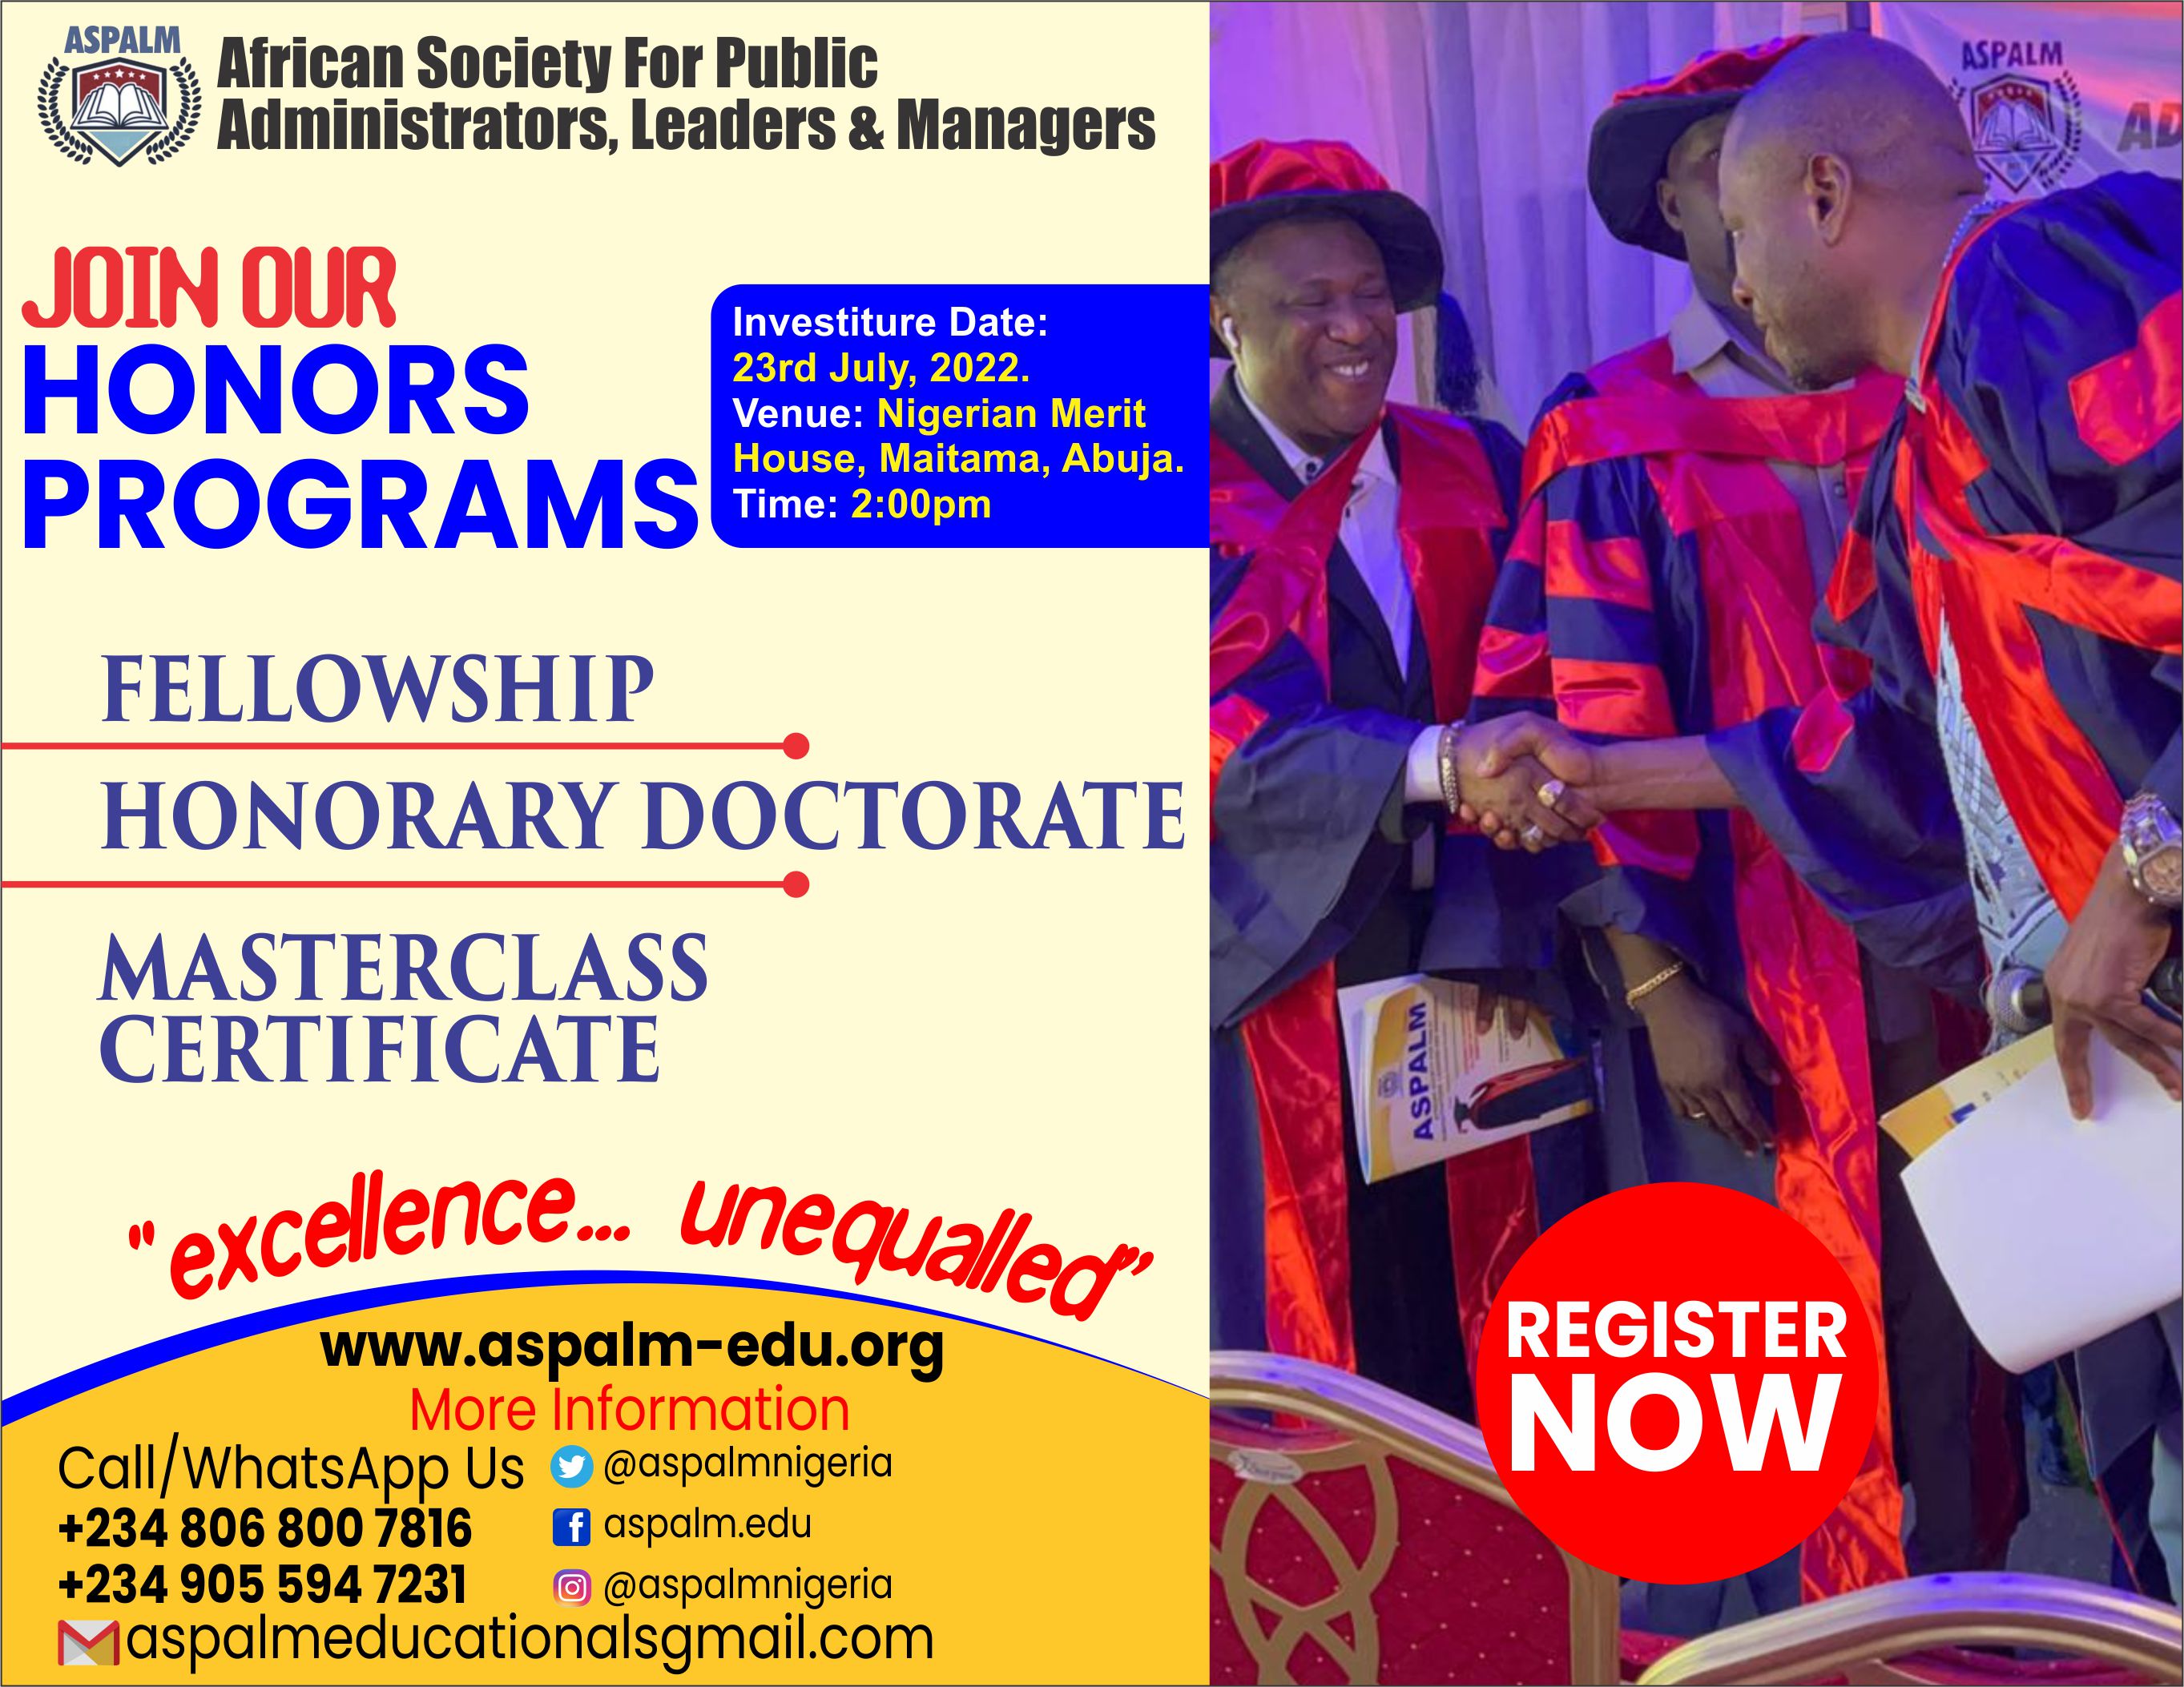 ASPALM
African Society For Public
Administrators, Leaders & Managers
JOIN OUR
HONORS
PROGRAMS
Investiture Date:
23rd July, 2022.
Venue: Nigerian Merit
House, Maitama, Abuja.
Time: 2:00pm
FELLOWSHIP
HONORARY DOCTORATE
MASTERCLASS
CERTIFICATE
"excellence... unequalled"
www.aspalm-edu.org
More Information
Call/WhatsApp Us
+234 806 800 7816
+234 905 594 7231
@aspalmnigeria
aspalm.edu
@aspalmnigeria
aspalmeducationalsgmail.com
ASPALM
AD
ASPALM
REGISTER
NOW